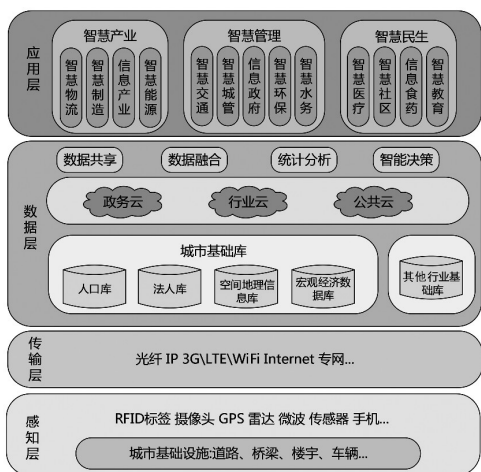 应用层
智慧产业
智慧物流
智慧制造
信息产业
智慧能源
智慧管理
智慧交通
智慧城管
信息政府
智慧环保
智慧水务
智慧民生
智慧医疗
智慧社区
信息食药
智慧教育
数据层
数据共享
数据融合
统计分析
智能决策
政务云
行业云
公共云
城市基础库
人口库
法人库
空间地理信
息库
宏观经济数
据库
其他行业基
础库
传输层
光纤 IP 3G\LTE\WiFi Internet 专网...
感知层
RFID标签 摄像头 GPS 雷达 微波 传感器 手机...
城市基础设施:道路、桥梁、楼宇、车辆...